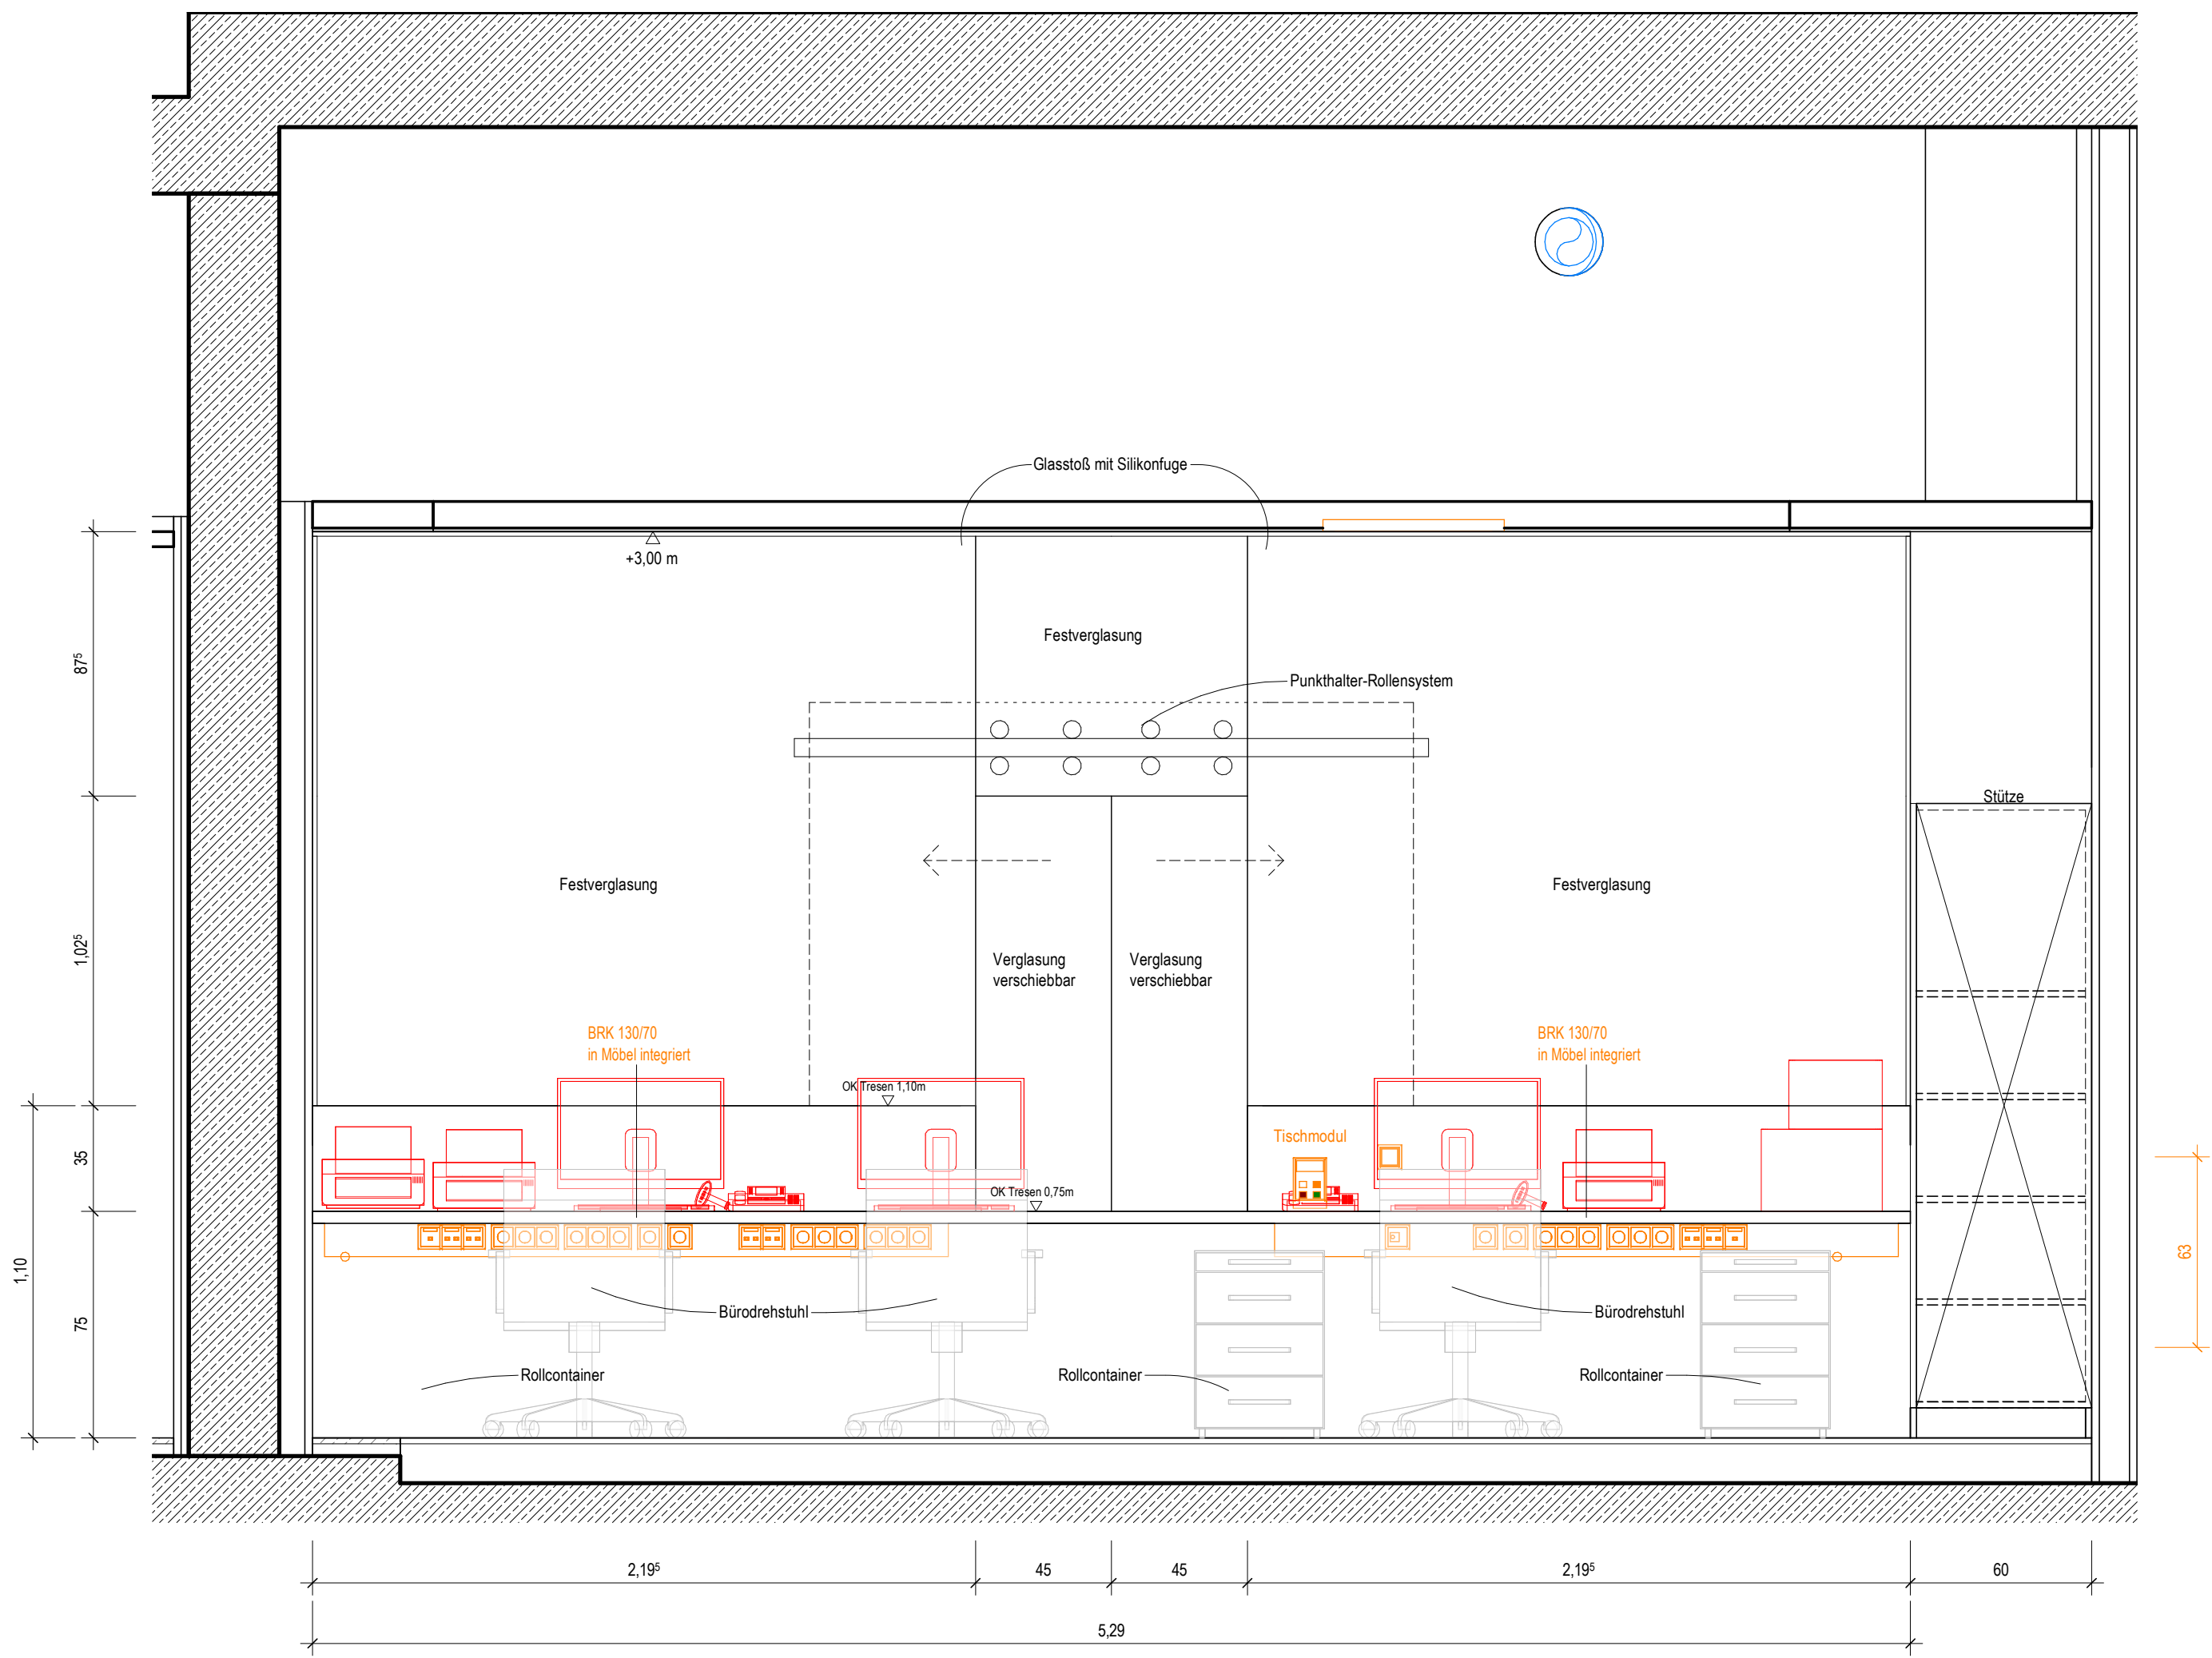 Glasstoß mit Silikonfuge
+3,00 m
Festverglasung
Punkthalter-Rollensystem
87⁵
Stütze
Festverglasung
Festverglasung
1,02⁵
Verglasung
verschiebbar
Verglasung
verschiebbar
BRK 130/70
in Möbel integriert
BRK 130/70
in Möbel integriert
OK Tresen 1,10m
Tischmodul
35
OK Tresen 0,75m
1,10
63
75
Bürodrehstuhl
Bürodrehstuhl
Rollcontainer
Rollcontainer
Rollcontainer
2,19⁵
45
45
2,19⁵
60
5,29